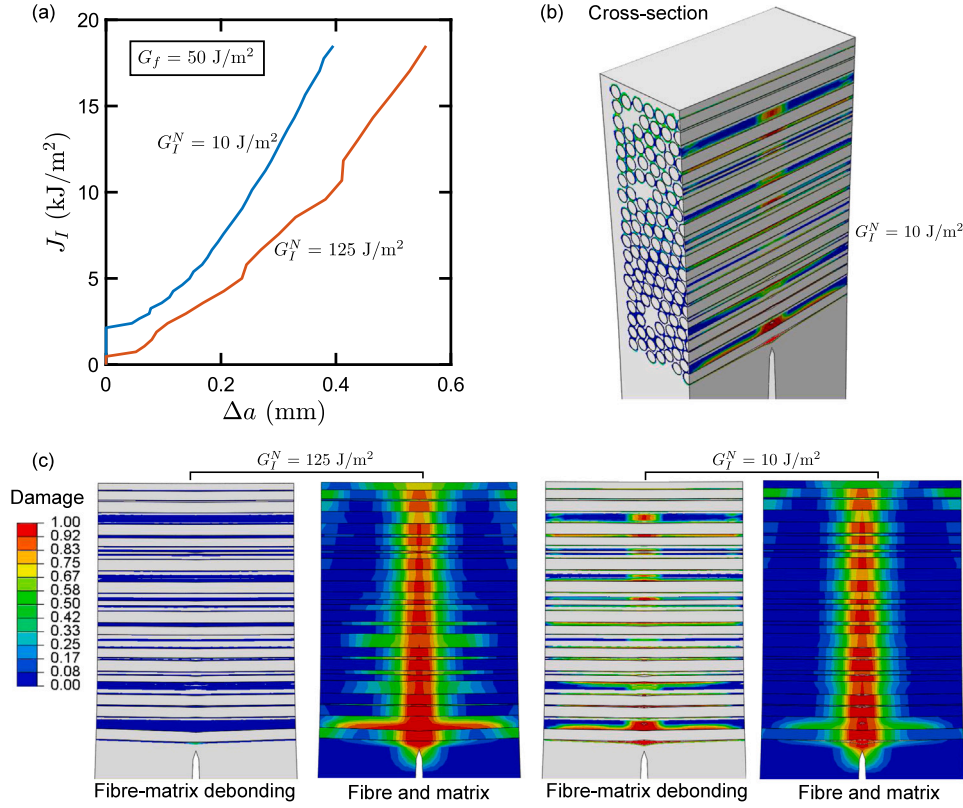 (a)
20
15
10
5
0
0
0.2
0.4
0.6
J_I (kJ/m²)
Δa (mm)
G_f = 50 J/m²
G_I^N = 10 J/m²
G_I^N = 125 J/m²
(b) Cross-section
G_I^N = 10 J/m²
(c)
G_I^N = 125 J/m²
G_I^N = 10 J/m²
Damage
1.00
0.92
0.83
0.75
0.67
0.58
0.50
0.42
0.33
0.25
0.17
0.08
0.00
Fibre-matrix debonding
Fibre and matrix
Fibre-matrix debonding
Fibre and matrix